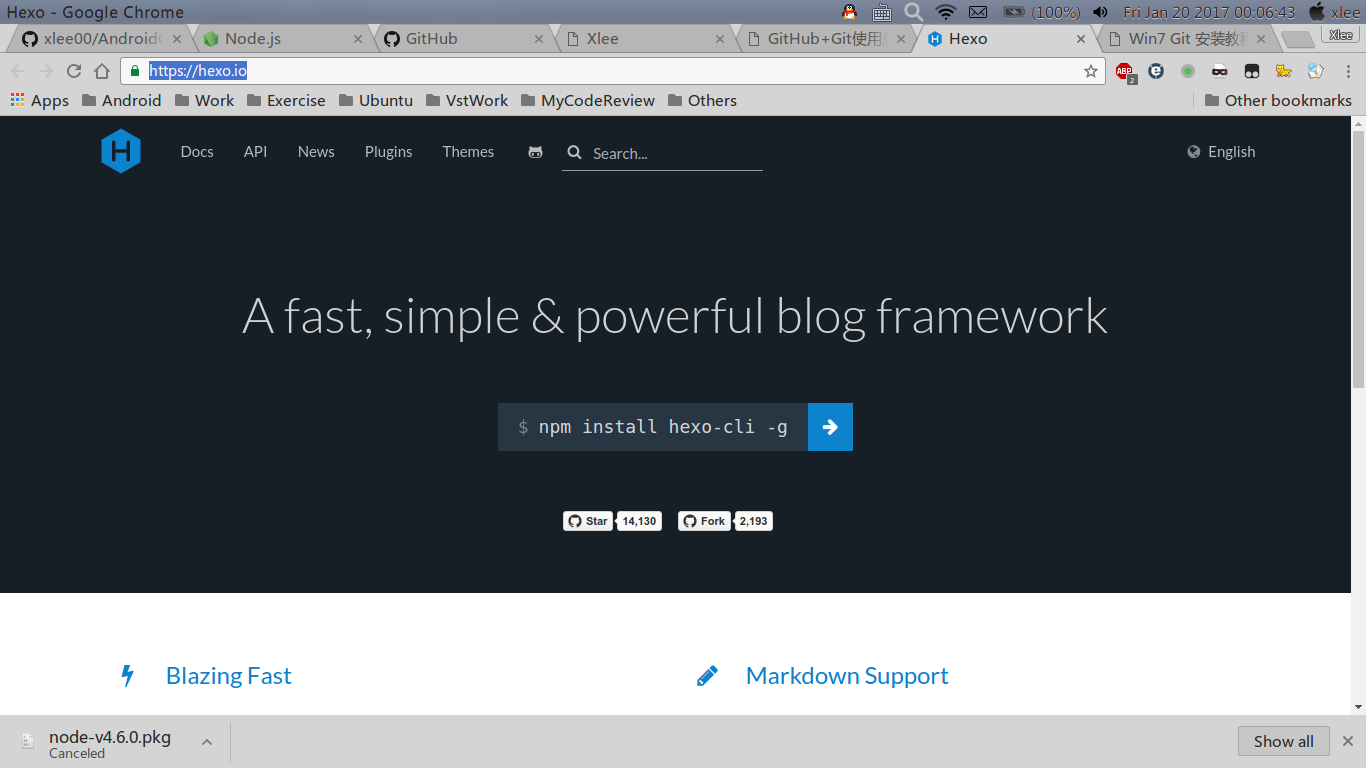 Hexo - Google Chrome
(100%)
Fri Jan 20 2017 00:06:43
xlee
xlee00/Android
Node.js
GitHub
Xlee
GitHub+Git使用
Hexo
Win7 Git 安装教程
Xlee
https://hexo.io
ABP
2
Apps
Android
Work
Exercise
Ubuntu
VstWork
MyCodeReview
Others
Other bookmarks
H
Docs
API
News
Plugins
Themes
Search...
English
A fast, simple & powerful blog framework
$ npm install hexo-cli -g
Star
14,130
Fork
2,193
Blazing Fast
Markdown Support
node-v4.6.0.pkg
Canceled
Show all